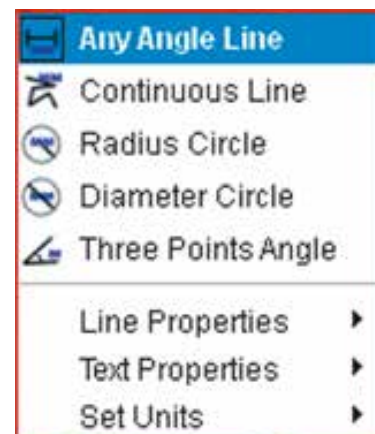 Any Angle Line
Continuous Line
Radius Circle
Diameter Circle
Three Points Angle
Line Properties
Text Properties
Set Units